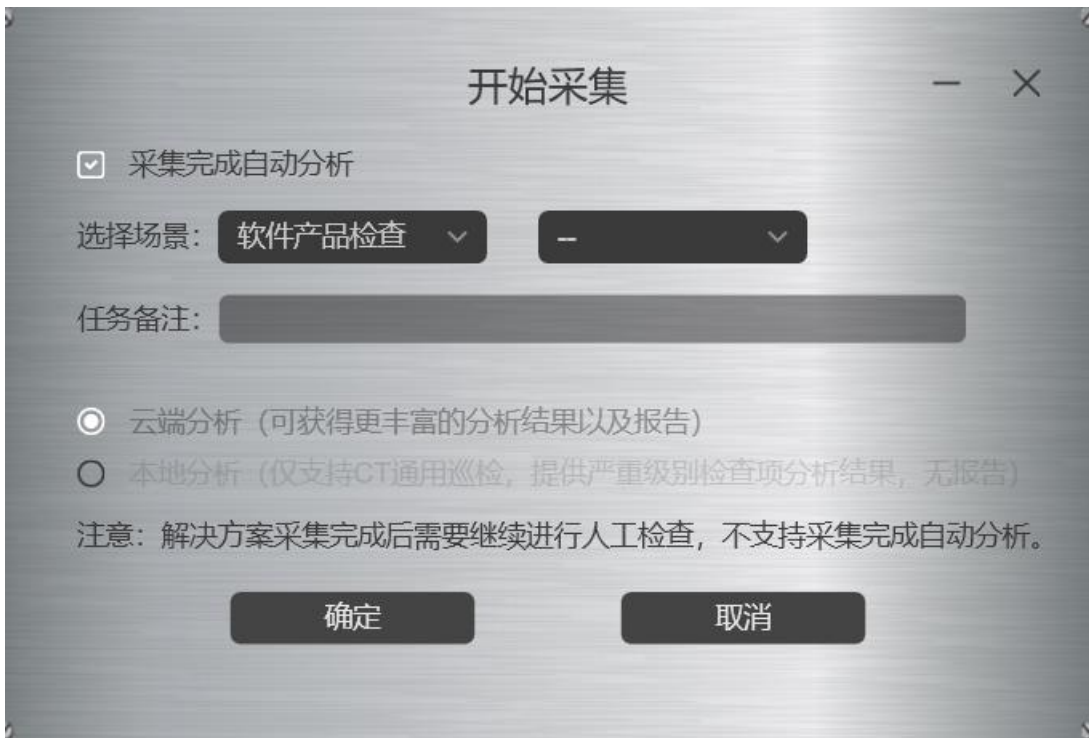 开始采集
采集完成自动分析
选择场景： 软件产品检查 --
任务备注：
云端分析（可获得更丰富的分析结果以及报告）
本地分析（仅支持CT通用巡检，提供严重级别检查项分析结果，无报告）
注意：解决方案采集完成后需要继续进行人工检查，不支持采集完成自动分析。
确定 取消